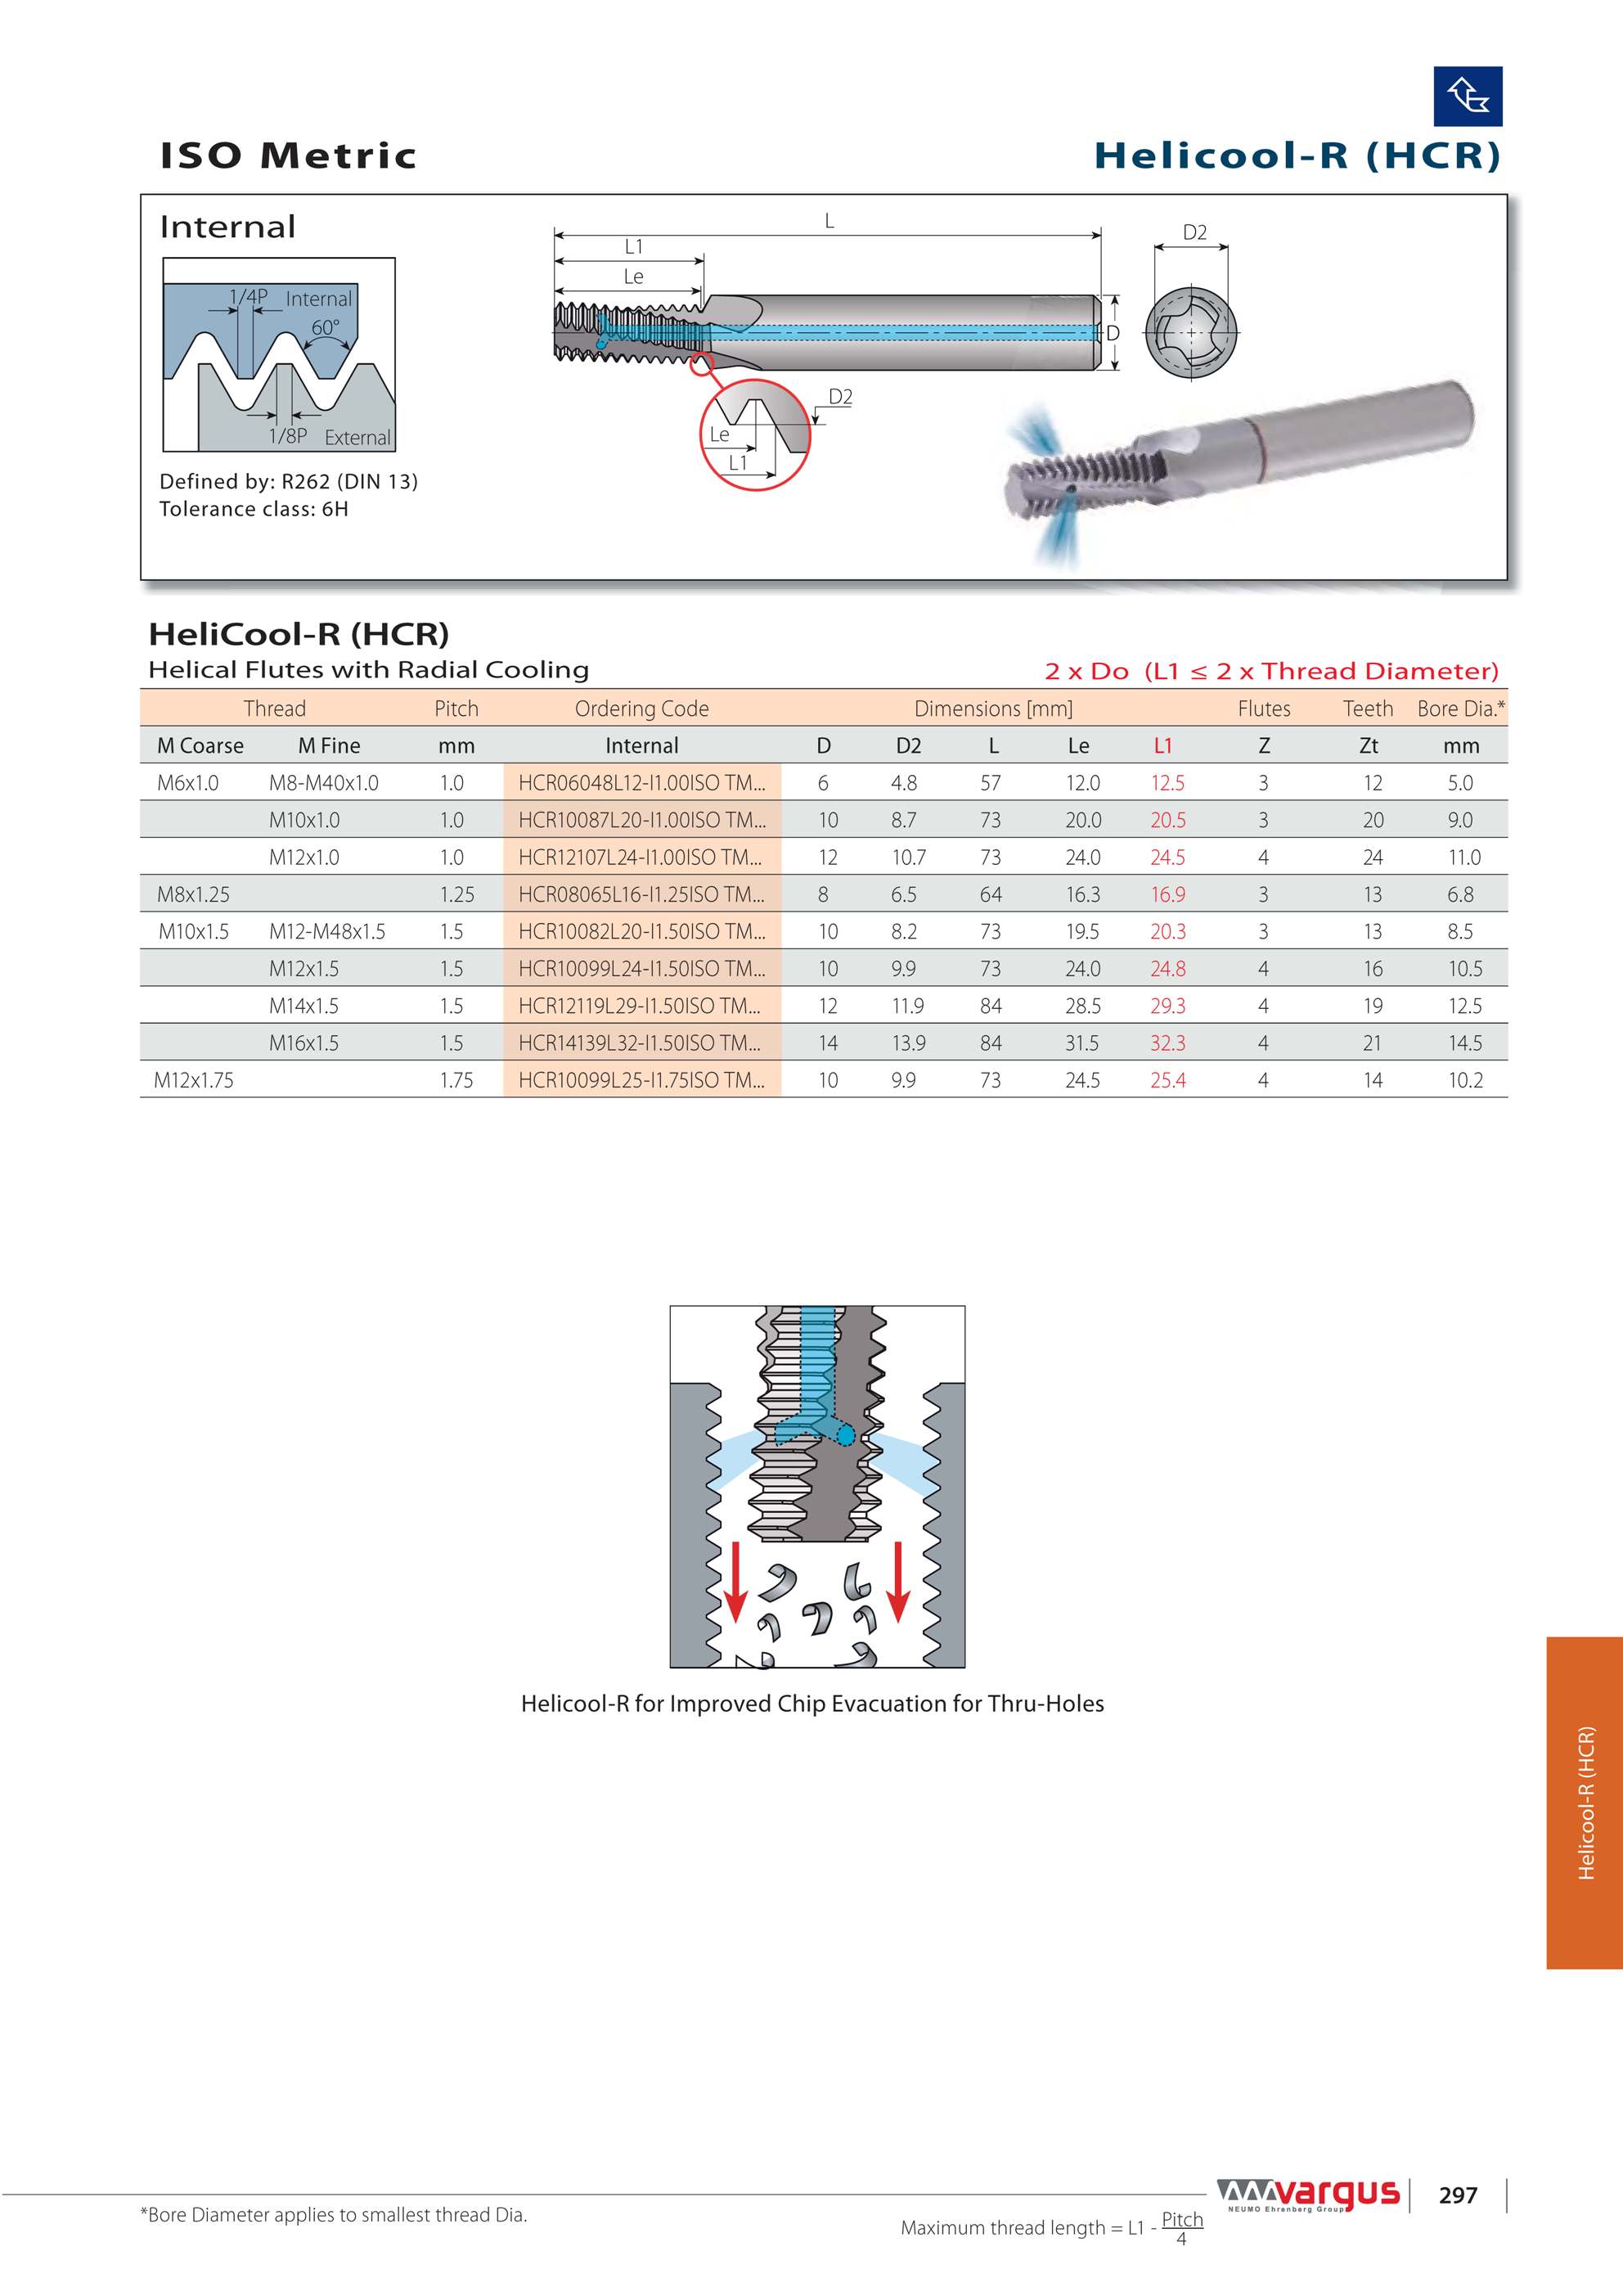 ISO Metric
Helicool-R (HCR)
Internal
1/4P Internal
60°
1/8P External
Defined by: R262 (DIN 13)
Tolerance class: 6H
L
L1
Le
D
D2
D2
Le
L1
HeliCool-R (HCR)
Helical Flutes with Radial Cooling
2 x Do (L1 ≤ 2 x Thread Diameter)
Thread Pitch Ordering Code Dimensions [mm] Flutes Teeth Bore Dia.*
M Coarse M Fine mm Internal D D2 L Le L1 Z Zt mm
M6x1.0 M8-M40x1.0 1.0 HCR06048L12-I1.00ISO TM... 6 4.8 57 12.0 12.5 3 12 5.0
M10x1.0 1.0 HCR10087L20-I1.00ISO TM... 10 8.7 73 20.0 20.5 3 20 9.0
M12x1.0 1.0 HCR12107L24-I1.00ISO TM... 12 10.7 73 24.0 24.5 4 24 11.0
M8x1.25 1.25 HCR08065L16-I1.25ISO TM... 8 6.5 64 16.3 16.9 3 13 6.8
M10x1.5 M12-M48x1.5 1.5 HCR10082L20-I1.50ISO TM... 10 8.2 73 19.5 20.3 3 13 8.5
M12x1.5 1.5 HCR10099L24-I1.50ISO TM... 10 9.9 73 24.0 24.8 4 16 10.5
M14x1.5 1.5 HCR12119L29-I1.50ISO TM... 12 11.9 84 28.5 29.3 4 19 12.5
M16x1.5 1.5 HCR14139L32-I1.50ISO TM... 14 13.9 84 31.5 32.3 4 21 14.5
M12x1.75 1.75 HCR10099L25-I1.75ISO TM... 10 9.9 73 24.5 25.4 4 14 10.2
Helicool-R for Improved Chip Evacuation for Thru-Holes
Helicool-R (HCR)
vargus
NEUMO Ehrenberg Group
297
*Bore Diameter applies to smallest thread Dia.
Maximum thread length = L1 - Pitch
4